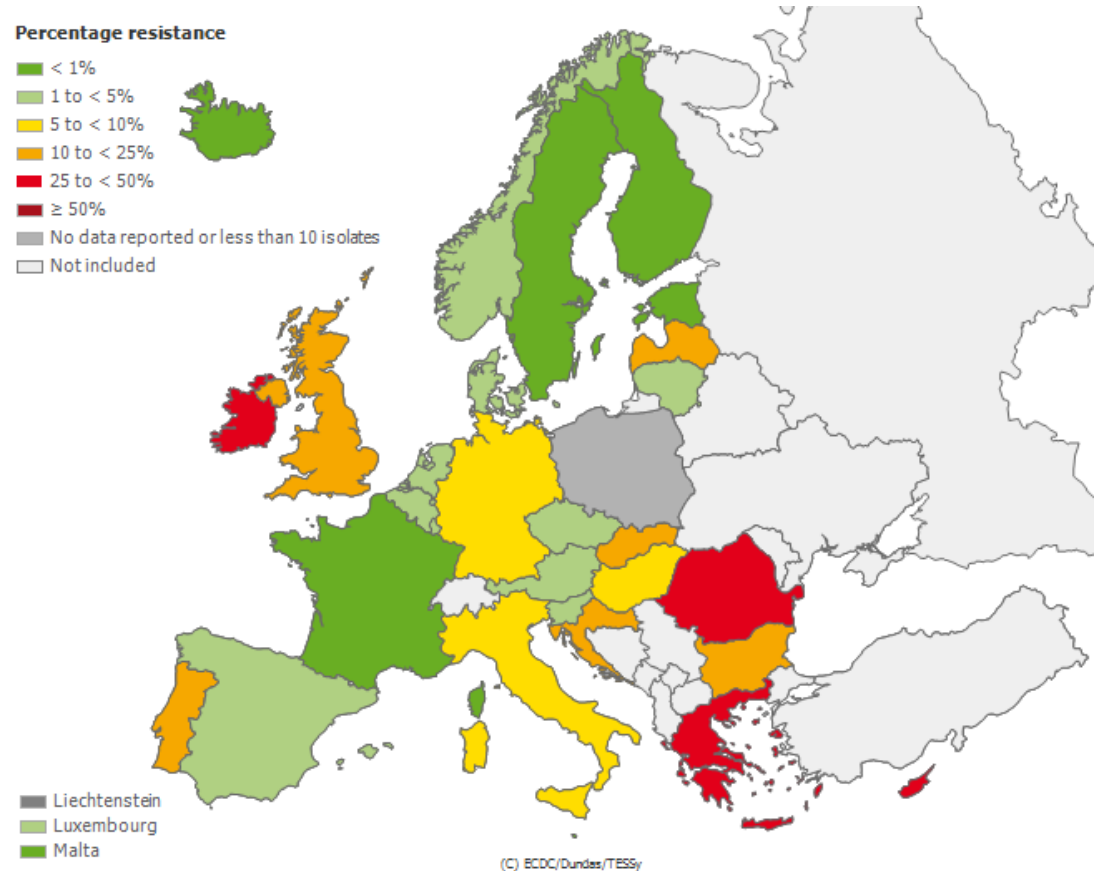 Percentage resistance
< 1%
1 to < 5%
5 to < 10%
10 to < 25%
25 to < 50%
≥ 50%
No data reported or less than 10 isolates
Not included
Liechtenstein
Luxembourg
Malta
(C) ECDC/Dundas/TESSy